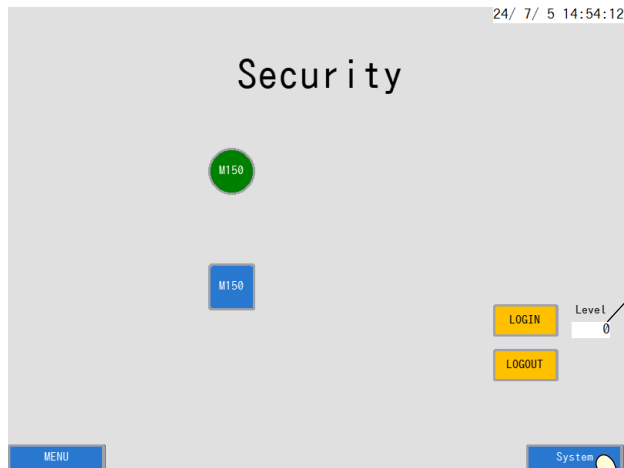 24/ 7/ 5 14:54:12
Security
M150
M150
LOGIN
Level
0
LOGOUT
MENU
System